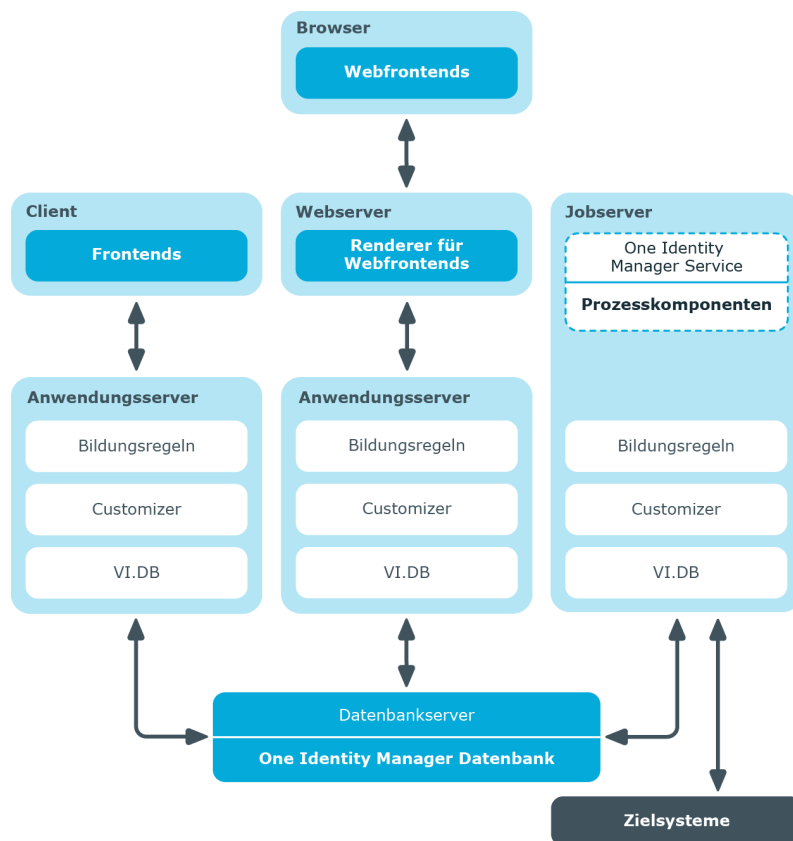 Browser
Webfrontends
Client
Frontends
Webserver
Renderer für
Webfrontends
Jobserver
One Identity
Manager Service
Prozesskomponenten
Anwendungsserver
Bildungsregeln
Customizer
VI.DB
Anwendungsserver
Bildungsregeln
Customizer
VI.DB
Bildungsregeln
Customizer
VI.DB
Datenbankserver
One Identity Manager Datenbank
Zielsysteme